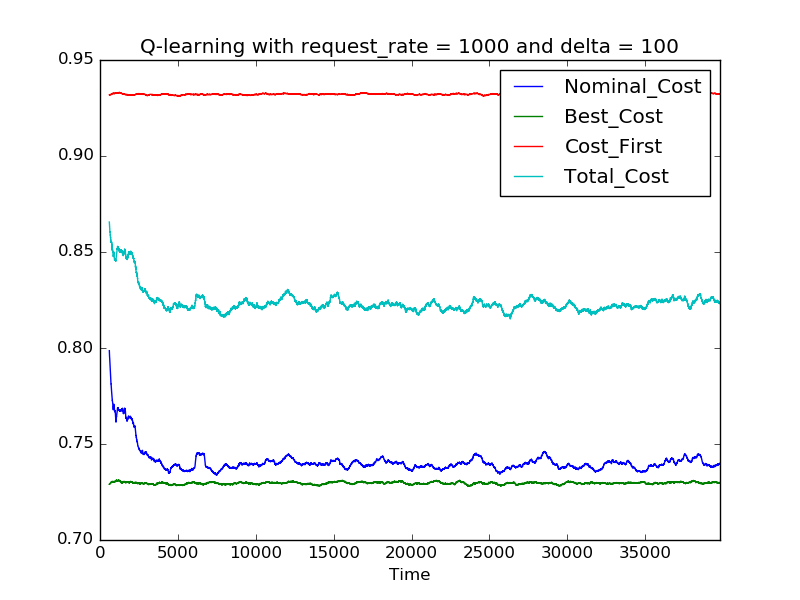 Q-learning with request_rate = 1000 and delta = 100
0.95
0.90
0.85
0.80
0.75
0.70
Nominal_Cost
Best_Cost
Cost_First
Total_Cost
0 5000 10000 15000 20000 25000 30000 35000
Time